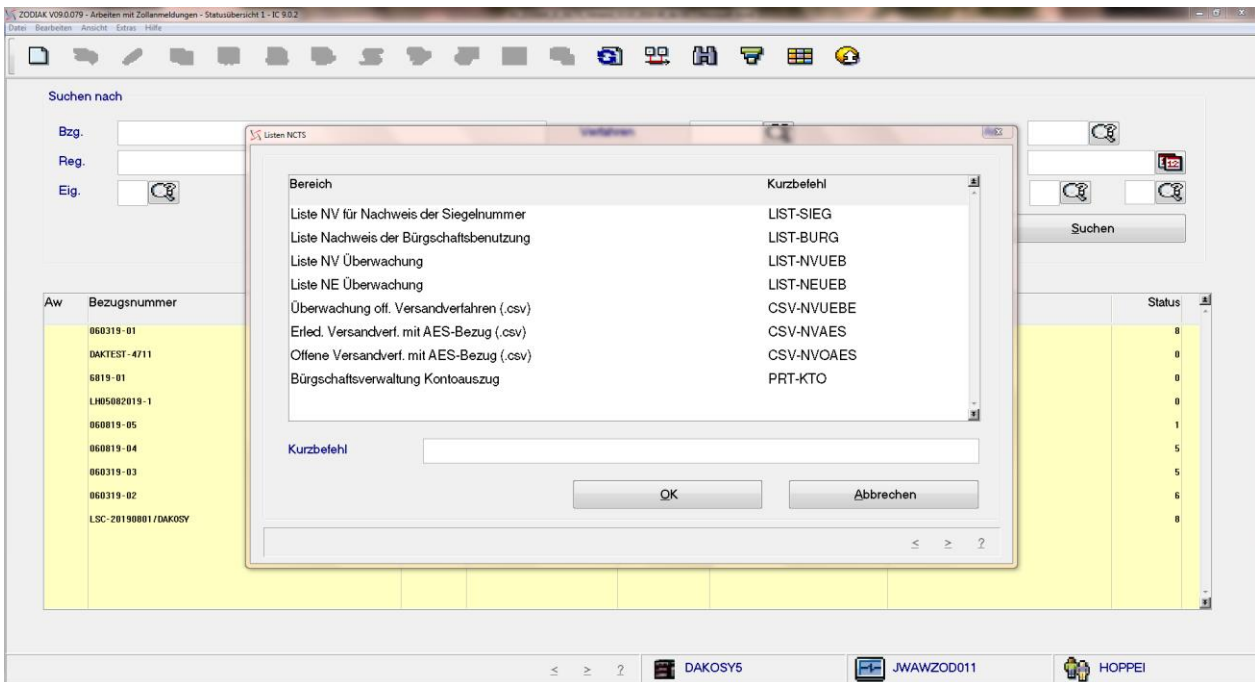 ZODIAK V09.0.079 - Arbeiten mit Zollanmeldungen - Statusübersicht 1 - IC 9.0.2
Datei Bearbeiten Ansicht Extras Hilfe
Suchen nach
Bzg.
Verfahren
Reg.
Eig.
Suchen
Listen NCTS
Bereich Kurzbefehl
Liste NV für Nachweis der Siegelnummer LIST-SIEG
Liste Nachweis der Bürgschaftsbenutzung LIST-BURG
Liste NV Überwachung LIST-NVUEB
Liste NE Überwachung LIST-NEUEB
Überwachung off. Versandverfahren (.csv) CSV-NVUEBE
Erled. Versandverf. mit AES-Bezug (.csv) CSV-NVAES
Offene Versandverf. mit AES-Bezug (.csv) CSV-NVOAES
Bürgschaftsverwaltung Kontoauszug PRT-KTO
Kurzbefehl
OK Abbrechen
< > ?
Aw Bezugsnummer Status
060319-01 8
DAKTEST-4711 0
6819-01 0
LH05082019-1 0
060819-05 1
060819-04 5
060319-03 5
060319-02 6
LSC-20190801/DAKOSY 8
< > ? DAKOSY5 JWAWZOD011 HOPPEI